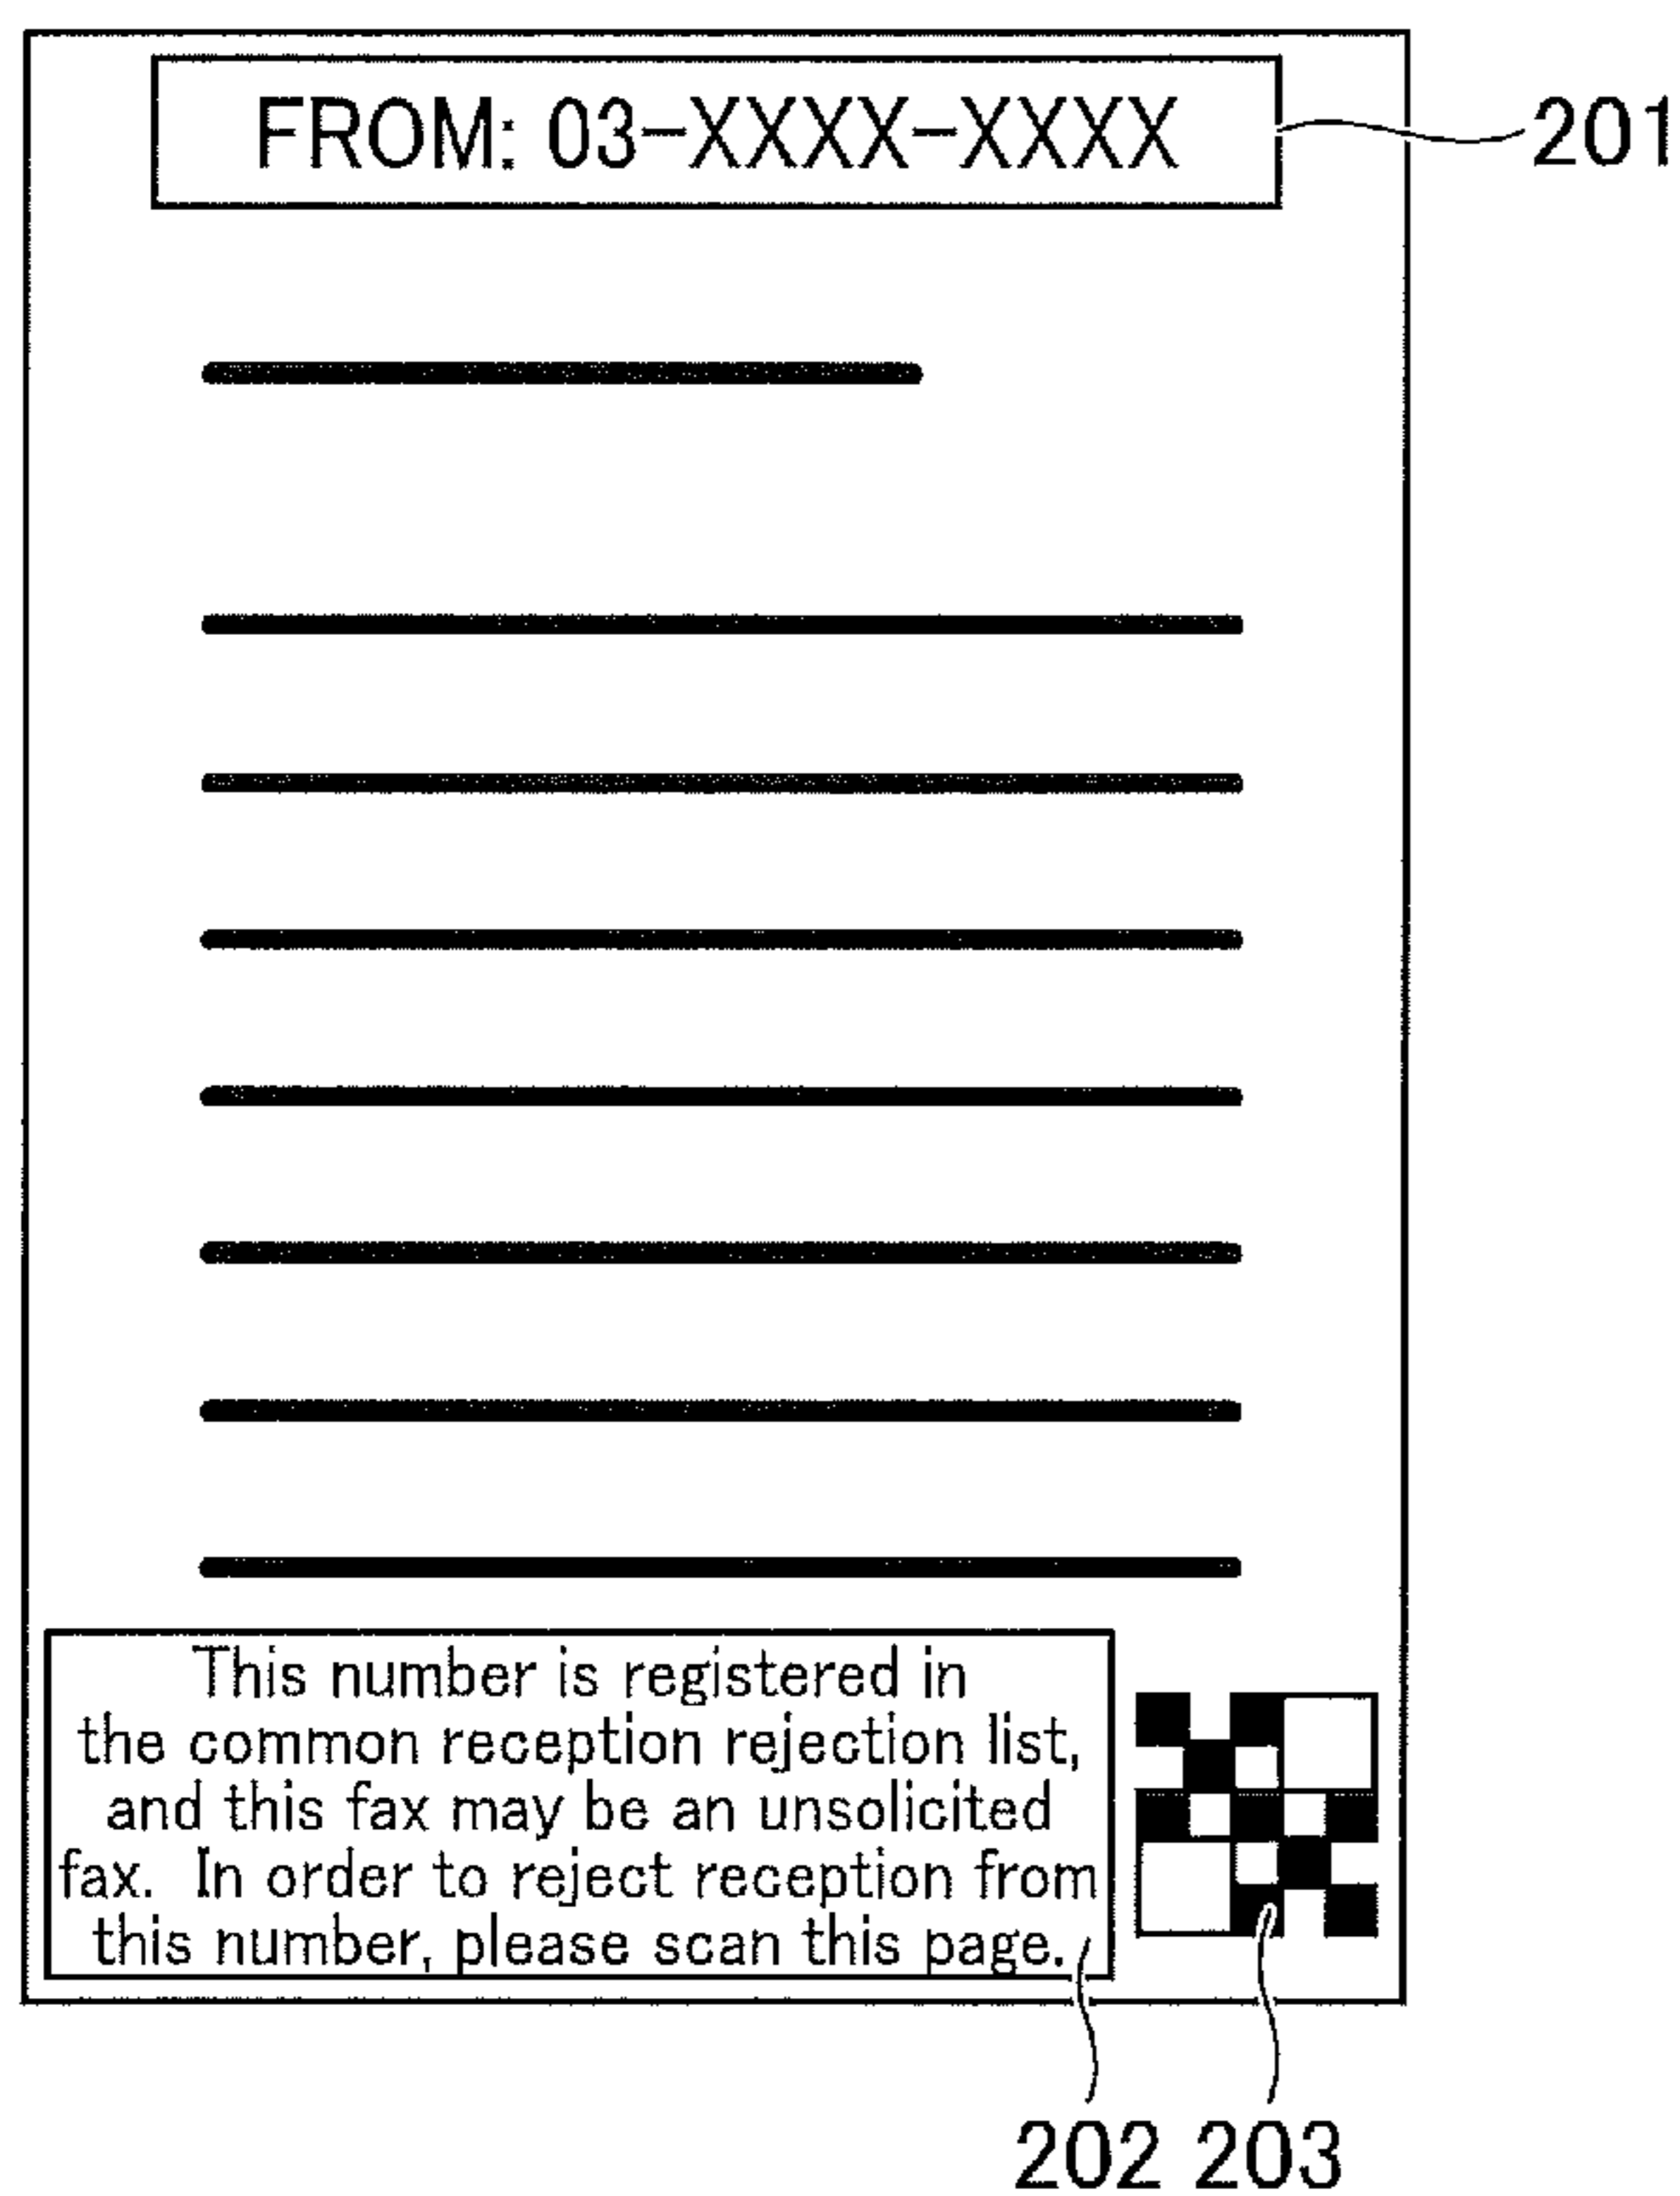 FROM: 03-XXXX-XXXX
201
This number is registered in
the common reception rejection list,
and this fax may be an unsolicited
fax. In order to reject reception from
this number, please scan this page.
202 203